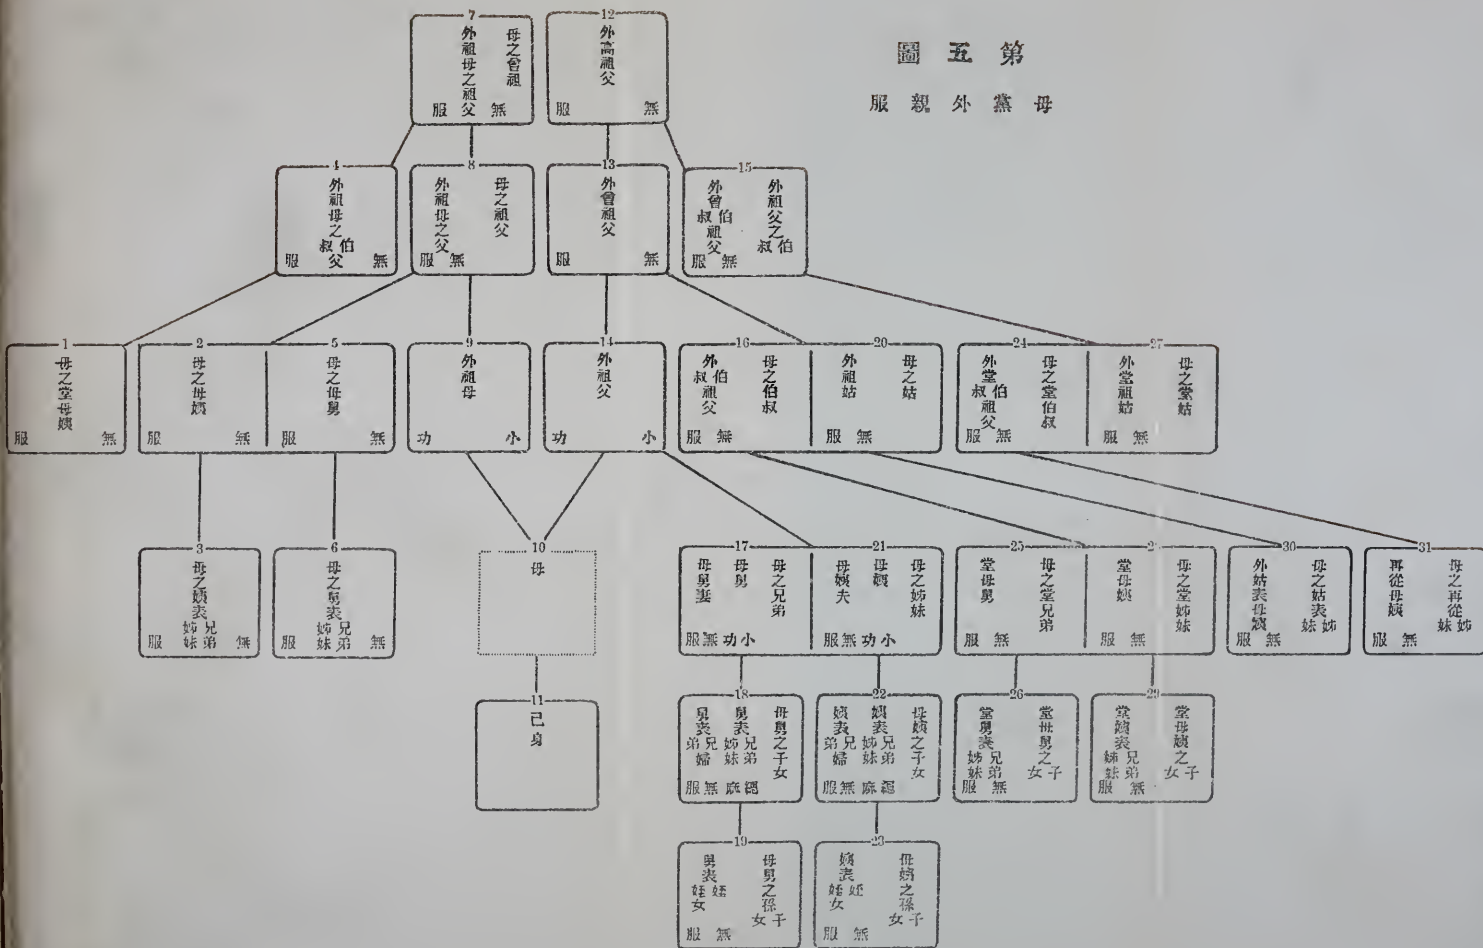 第五圖
母黨外親服
7
母之曾祖
外祖母之祖父
無服
12
外高祖父
無服
4
外祖母之伯叔父
無服
8
母之祖父
外祖母之父
無服
13
外曾祖父
無服
15
外祖父之伯叔
外曾伯叔祖父
無服
1
母之堂母姨
無服
2
母之母姨
無服
5
母之母舅
無服
9
外祖母
小功
14
外祖父
小功
16
母之伯叔
外伯叔祖父
無服
20
母之姑
外祖姑
無服
24
母之堂伯叔
外堂伯叔祖父
無服
27
母之堂姑
外堂祖姑
無服
3
母之姨表兄弟姊妹
無服
6
母之舅表兄弟姊妹
無服
10
母
17
母之兄弟
母舅
小功
母舅妻
無服
21
母之姊妹
母姨
小功
母姨夫
無服
25
母之堂兄弟
堂母舅
無服
2
母之堂姊妹
堂母姨
無服
30
母之姑表姊妹
外姑表母姨
無服
31
母之再從姊妹
再從母姨
無服
11
己身
18
母舅之子女
舅表兄弟姊妹
緦麻
舅表兄弟婦
無服
22
母姨之子女
姨表兄弟姊妹
緦麻
姨表兄弟婦
無服
26
堂母舅之子女
堂舅表兄弟姊妹
無服
29
堂母姨之子女
堂姨表兄弟姊妹
無服
19
母舅之孫子女
舅表姪姪女
無服
23
母姨之孫子女
姨表姪姪女
無服